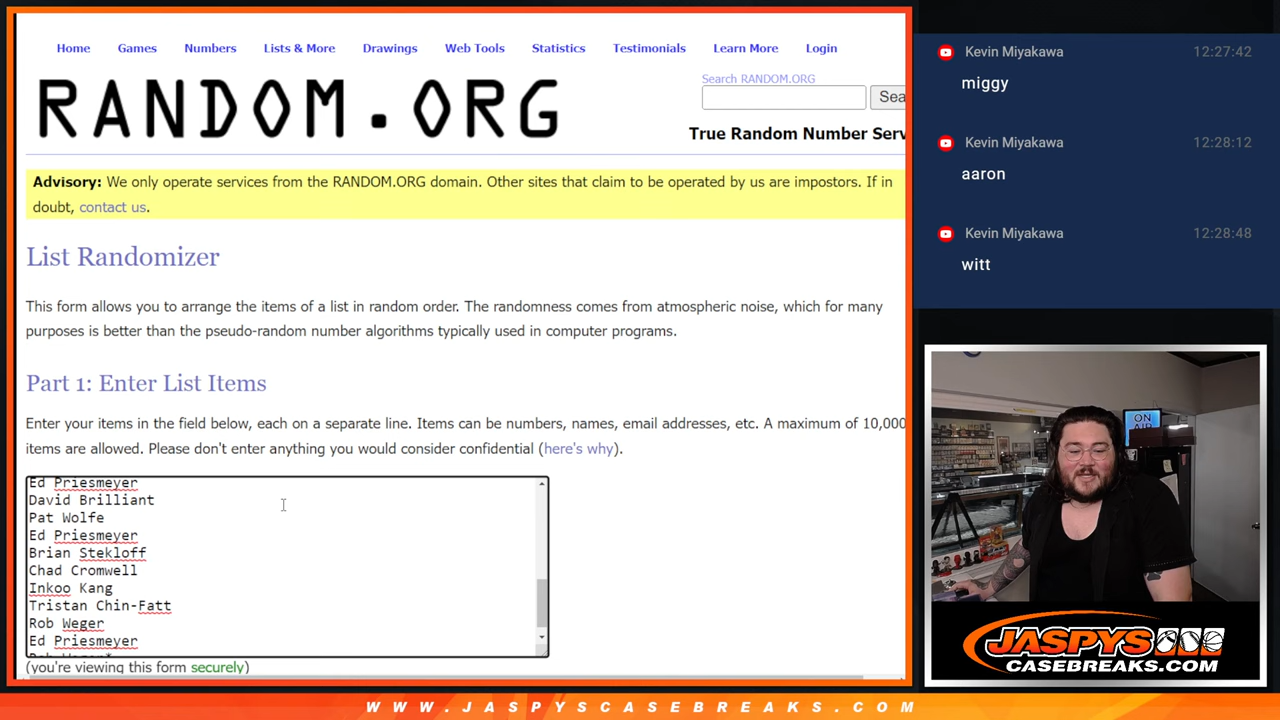 Home Games Numbers Lists & More Drawings Web Tools Statistics Testimonials Learn More Login
RANDOM.ORG
Search RANDOM.ORG
Sea
True Random Number Serv
Advisory: We only operate services from the RANDOM.ORG domain. Other sites that claim to be operated by us are impostors. If in
doubt, contact us.
List Randomizer
This form allows you to arrange the items of a list in random order. The randomness comes from atmospheric noise, which for many
purposes is better than the pseudo-random number algorithms typically used in computer programs.
Part 1: Enter List Items
Enter your items in the field below, each on a separate line. Items can be numbers, names, email addresses, etc. A maximum of 10,000
items are allowed. Please don't enter anything you would consider confidential (here's why).
Ed Priesmeyer
David Brilliant
Pat Wolfe
Ed Priesmeyer
Brian Stekloff
Chad Cromwell
Inkoo Kang
Tristan Chin-Fatt
Rob Weger
Ed Priesmeyer
(you're viewing this form securely)
Kevin Miyakawa 12:27:42
miggy
Kevin Miyakawa 12:28:12
aaron
Kevin Miyakawa 12:28:48
witt
ON
AIR
JASPYS
CASEBREAKS.COM
WWW.JASPYSCASEBREAKS.COM